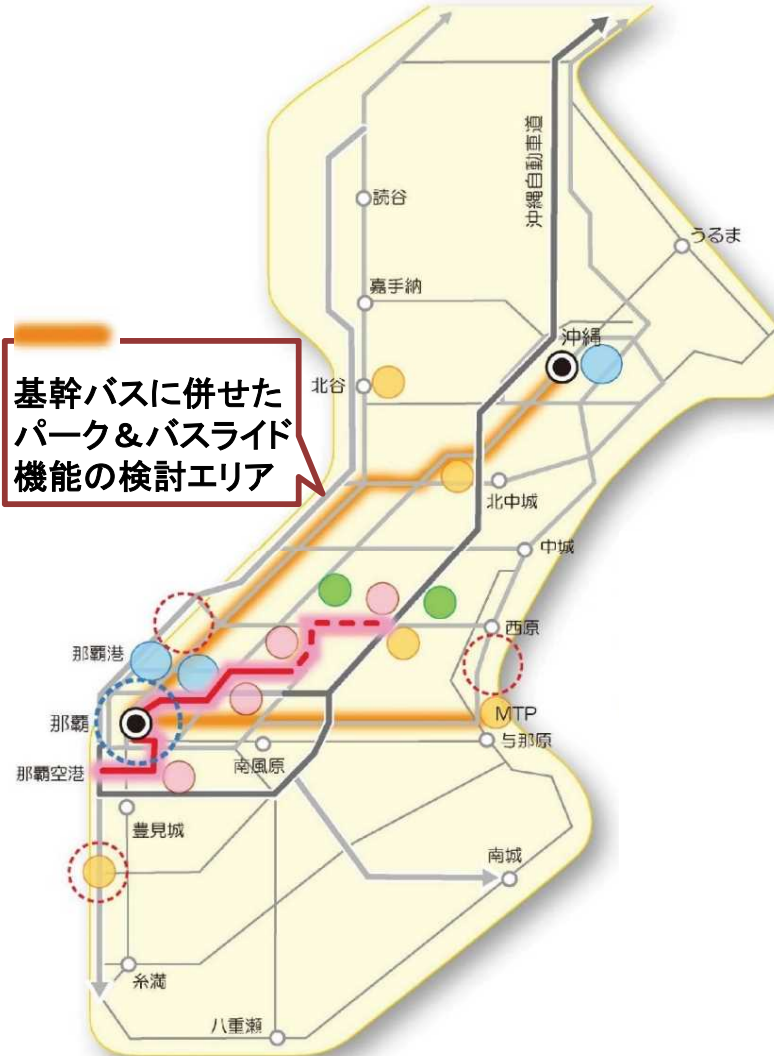 沖縄自動車道
読谷
うるま
嘉手納
沖縄
基幹バスに併せた
パーク&バスライド
機能の検討エリア
北谷
北中城
中城
西原
那覇港
MTP
那覇
与那原
南風原
那覇空港
豊見城
南城
糸満
八重瀬